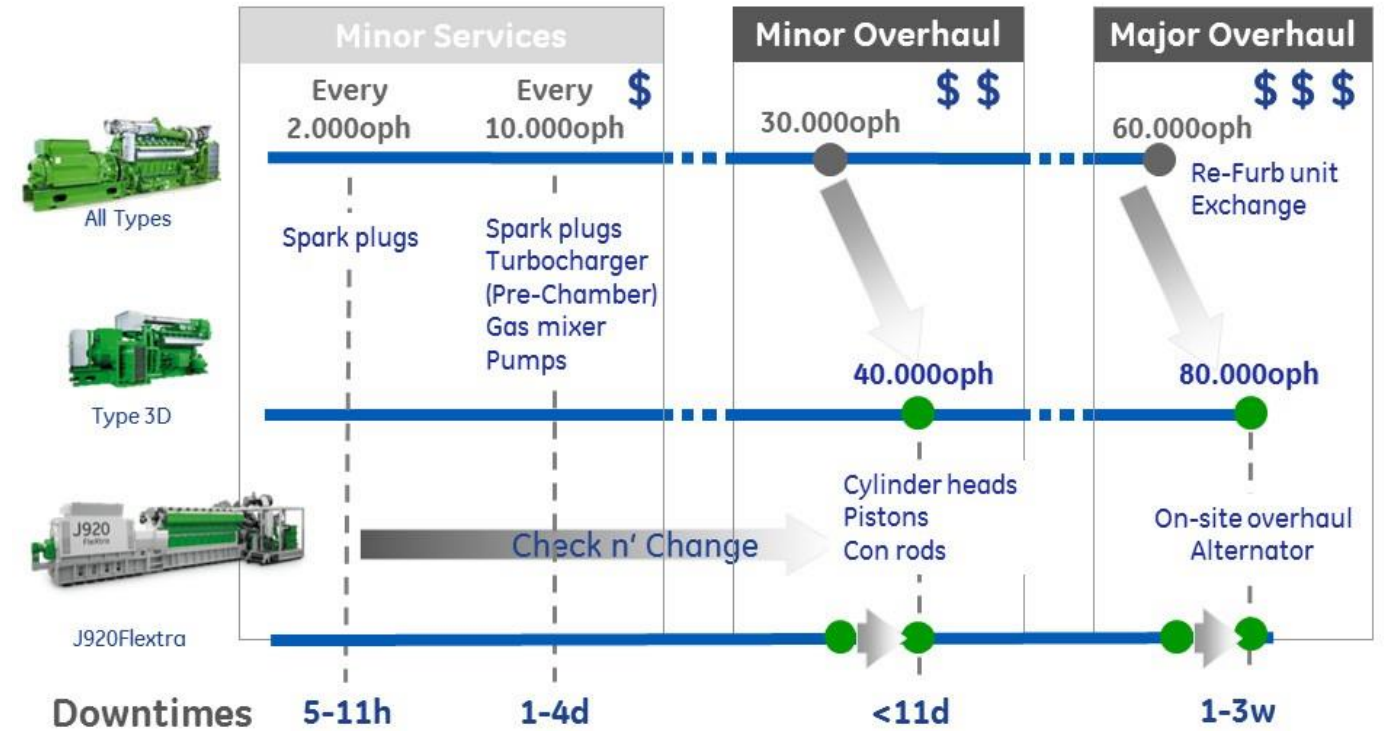 Minor Services
Minor Overhaul
Major Overhaul
Every
2.000oph
Every
10.000oph
$
30.000oph
$ $
60.000oph
$ $ $
Re-Furb unit
Exchange
All Types
Spark plugs
Spark plugs
Turbocharger
(Pre-Chamber)
Gas mixer
Pumps
40.000oph
80.000oph
Type 3D
Cylinder heads
Pistons
Con rods
On-site overhaul
Alternator
J920
FleXtra
Check n' Change
J920Flextra
Downtimes
5-11h
1-4d
<11d
1-3w